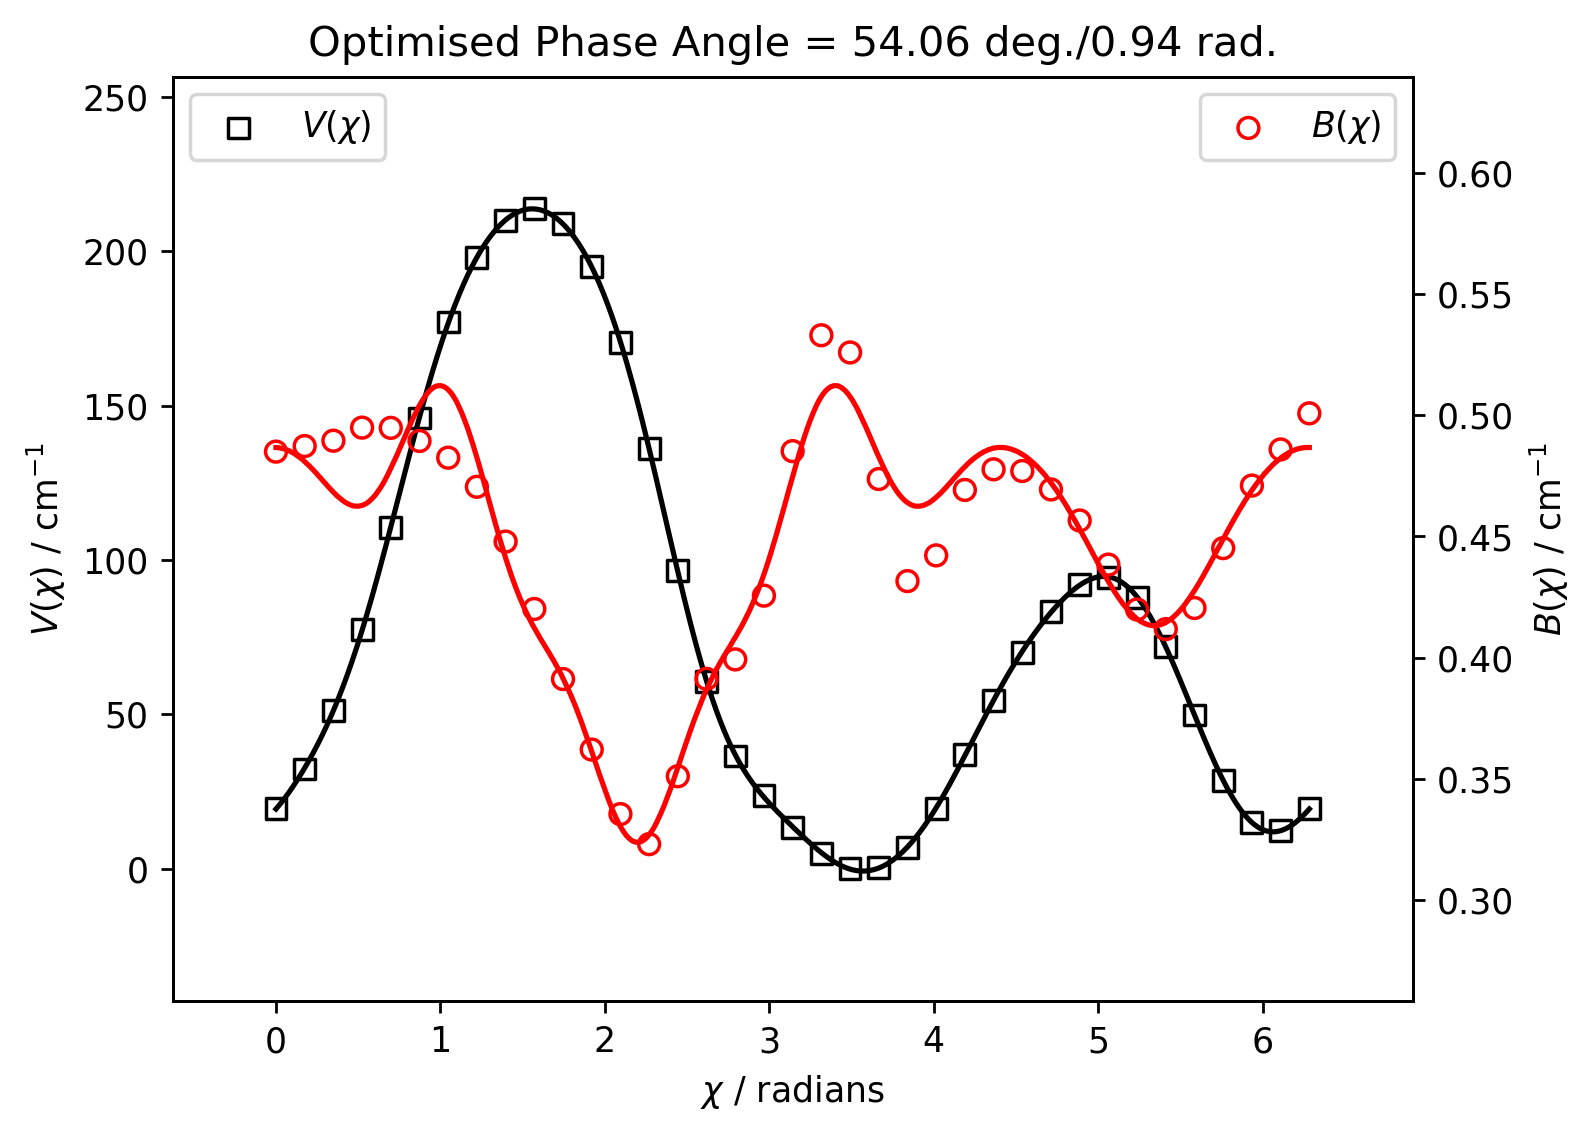 Optimised Phase Angle = 54.06 deg./0.94 rad.
V(χ)
B(χ)
250
200
150
100
50
0
V(χ) / cm⁻¹
0.60
0.55
0.50
0.45
0.40
0.35
0.30
B(χ) / cm⁻¹
0 1 2 3 4 5 6
χ / radians